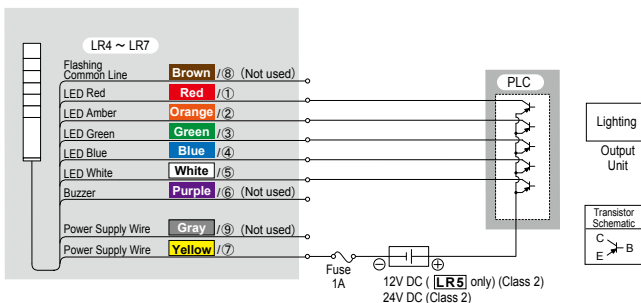 LR4 ~ LR7
Flashing
Common Line Brown /⑧ (Not used)
LED Red Red /①
LED Amber Orange /②
LED Green Green /③
LED Blue Blue /④
LED White White /⑤
Buzzer Purple /⑥ (Not used)
Power Supply Wire Gray /⑨ (Not used)
Power Supply Wire Yellow /⑦
Fuse
1A
⊖ ⊕
12V DC ( LR5 only) (Class 2)
24V DC (Class 2)
PLC
Lighting
Output
Unit
Transistor
Schematic
C
B
E